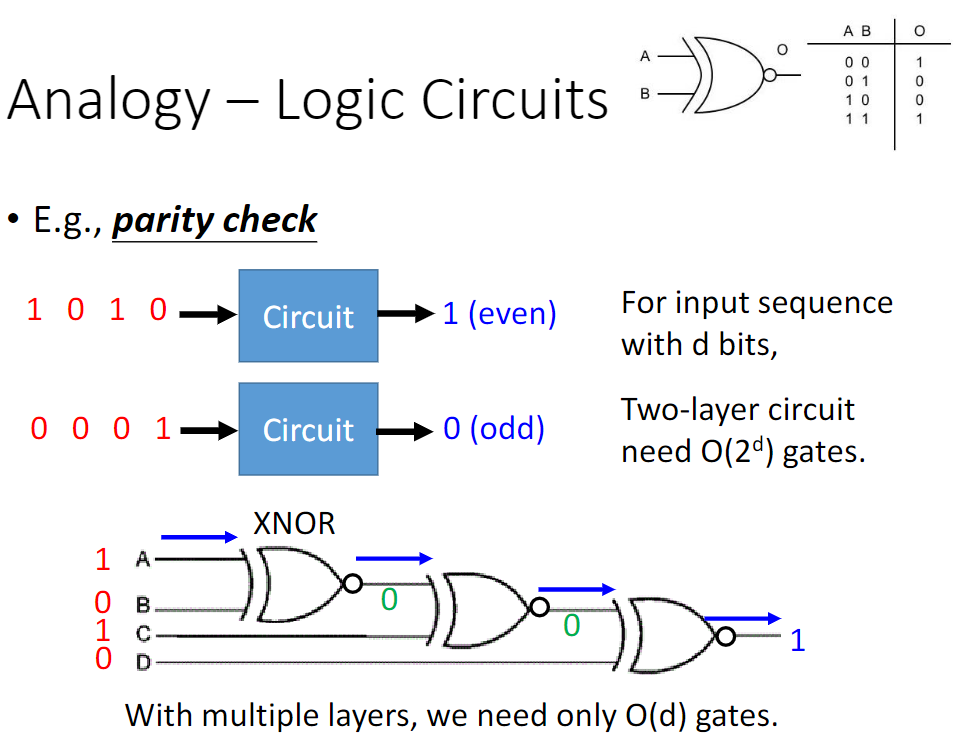 Analogy – Logic Circuits
A
B
O
A B O
0 0 1
0 1 0
1 0 0
1 1 1
• E.g., parity check
1 0 1 0 Circuit 1 (even)
0 0 0 1 Circuit 0 (odd)
For input sequence
with d bits,
Two-layer circuit
need O(2ᵈ) gates.
XNOR
1 A
0 B
1 C
0 D
0
0
1
With multiple layers, we need only O(d) gates.